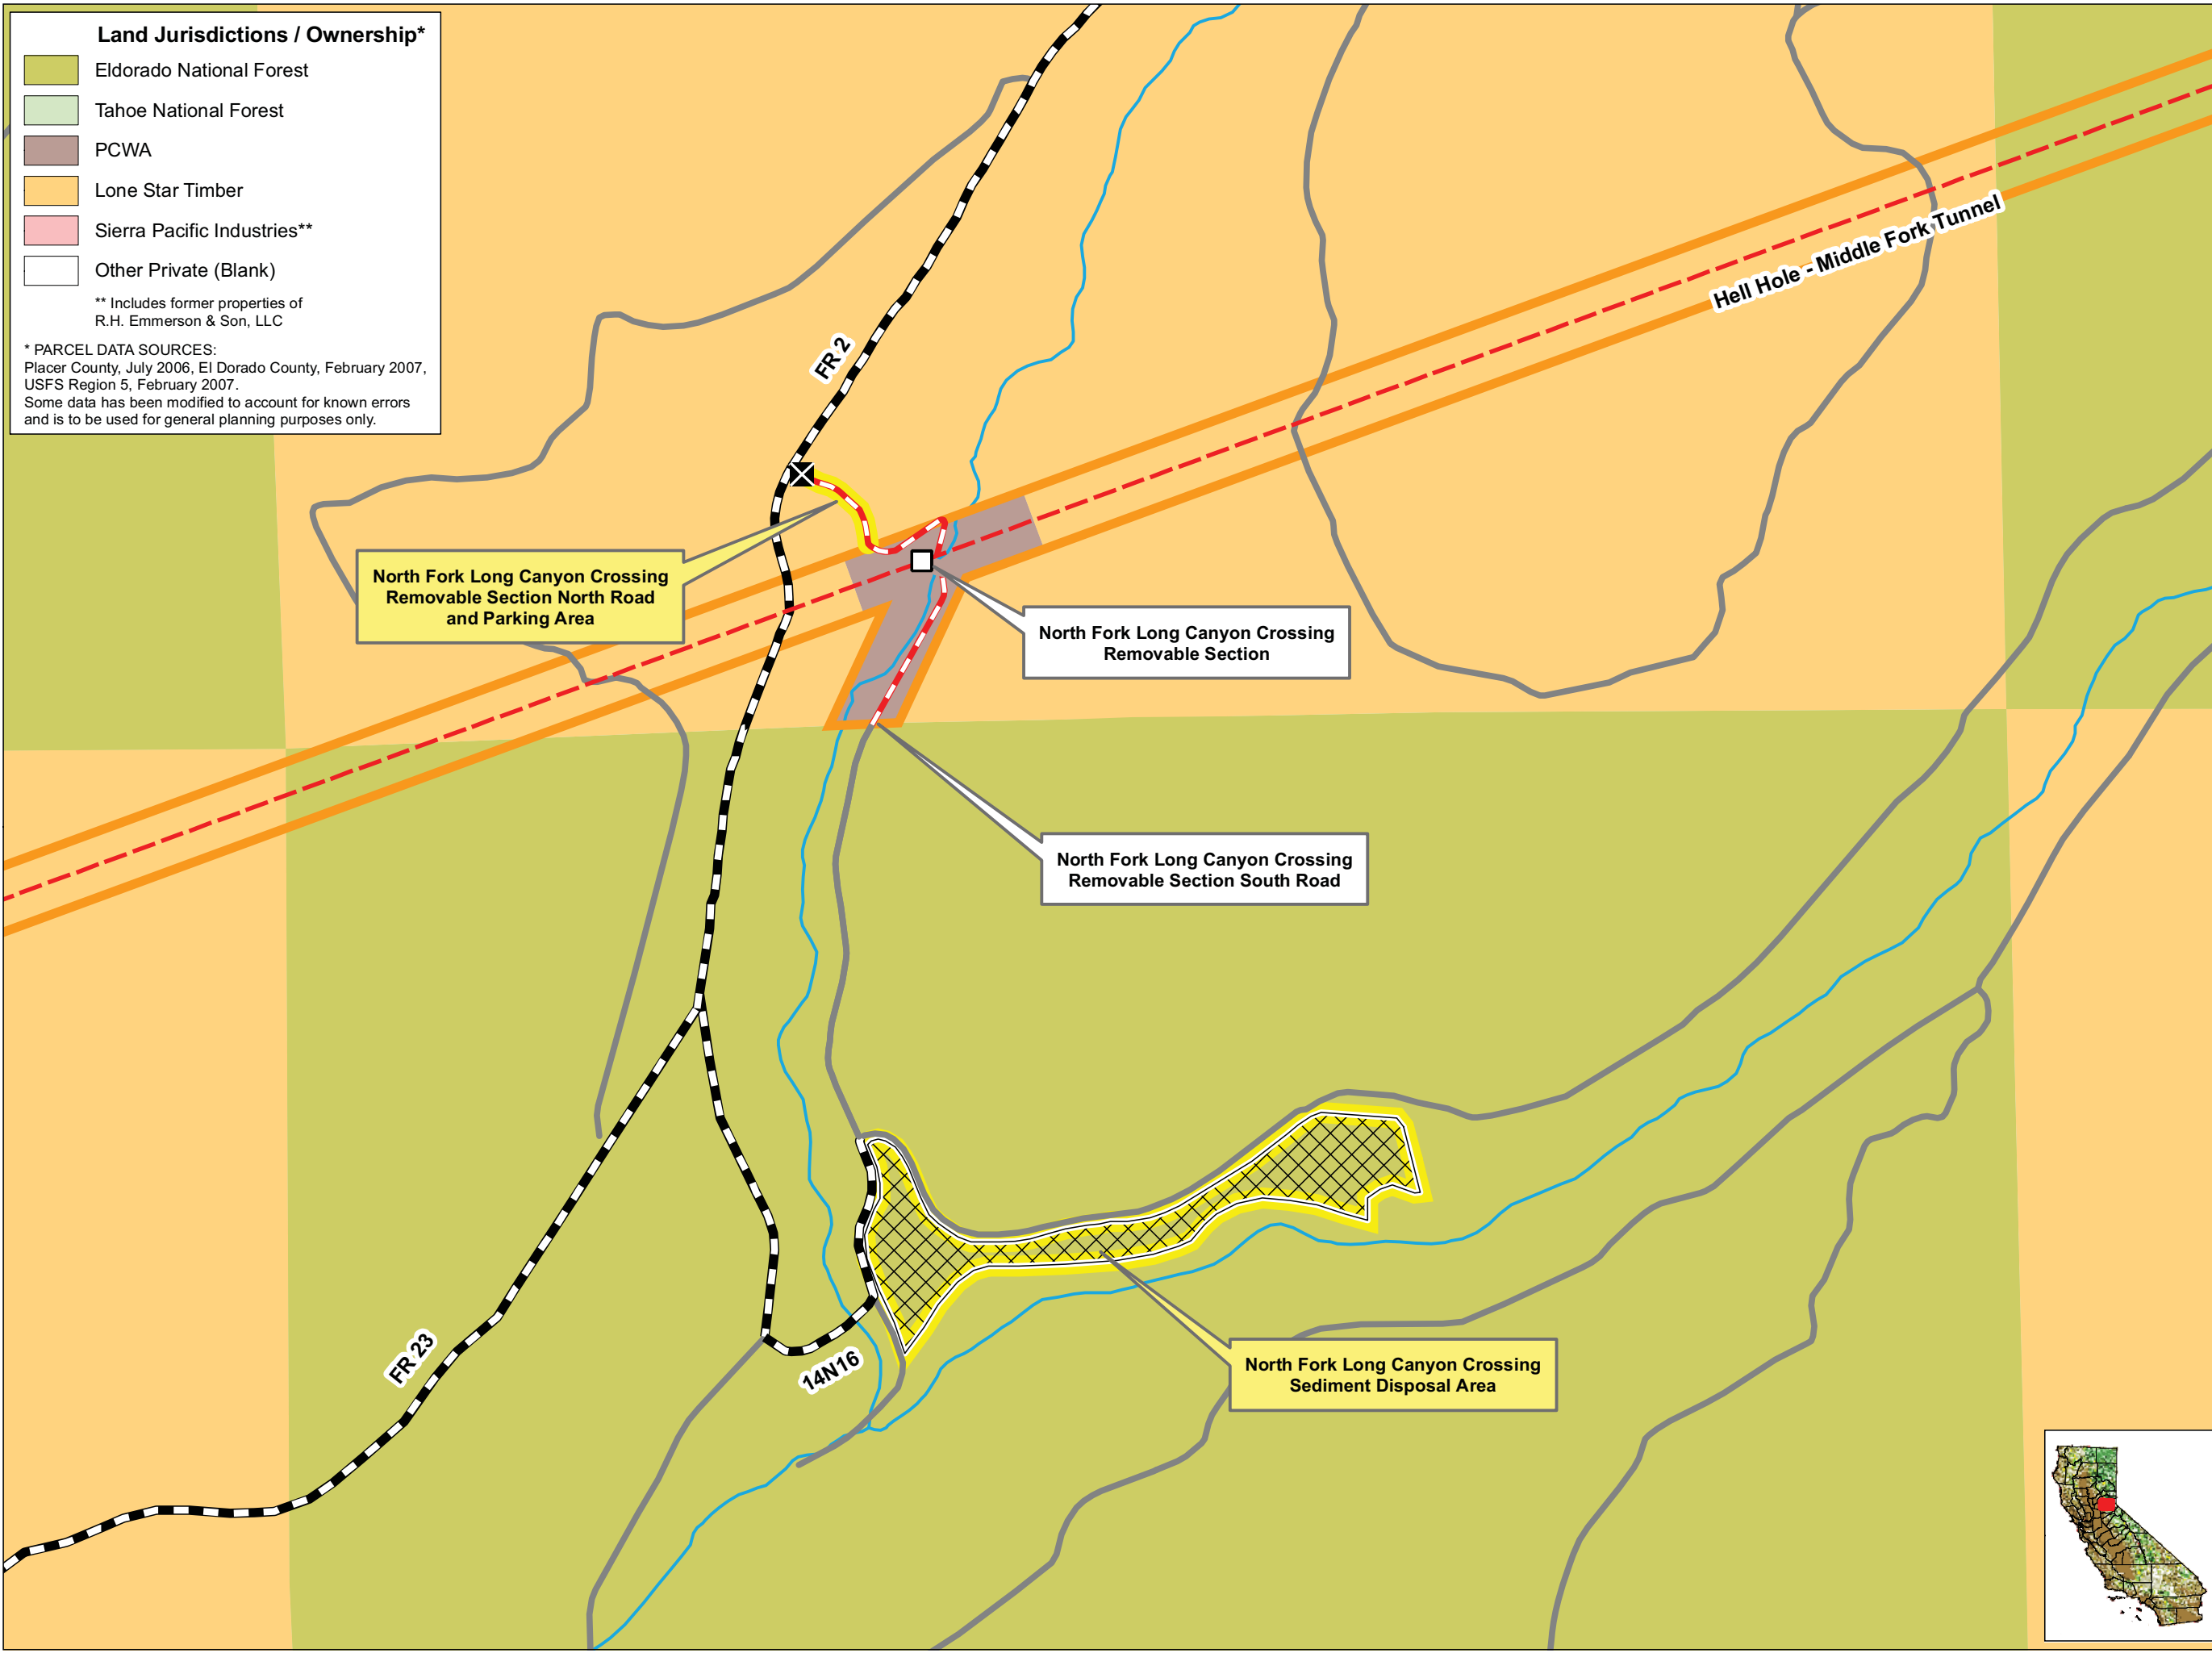 Land Jurisdictions / Ownership*
Eldorado National Forest
Tahoe National Forest
PCWA
Lone Star Timber
Sierra Pacific Industries**
Other Private (Blank)
** Includes former properties of
R.H. Emmerson & Son, LLC
* PARCEL DATA SOURCES:
Placer County, July 2006, El Dorado County, February 2007,
USFS Region 5, February 2007.
Some data has been modified to account for known errors
and is to be used for general planning purposes only.
Hell Hole - Middle Fork Tunnel
FR 2
North Fork Long Canyon Crossing
Removable Section North Road
and Parking Area
North Fork Long Canyon Crossing
Removable Section
North Fork Long Canyon Crossing
Removable Section South Road
FR 23
14N16
North Fork Long Canyon Crossing
Sediment Disposal Area